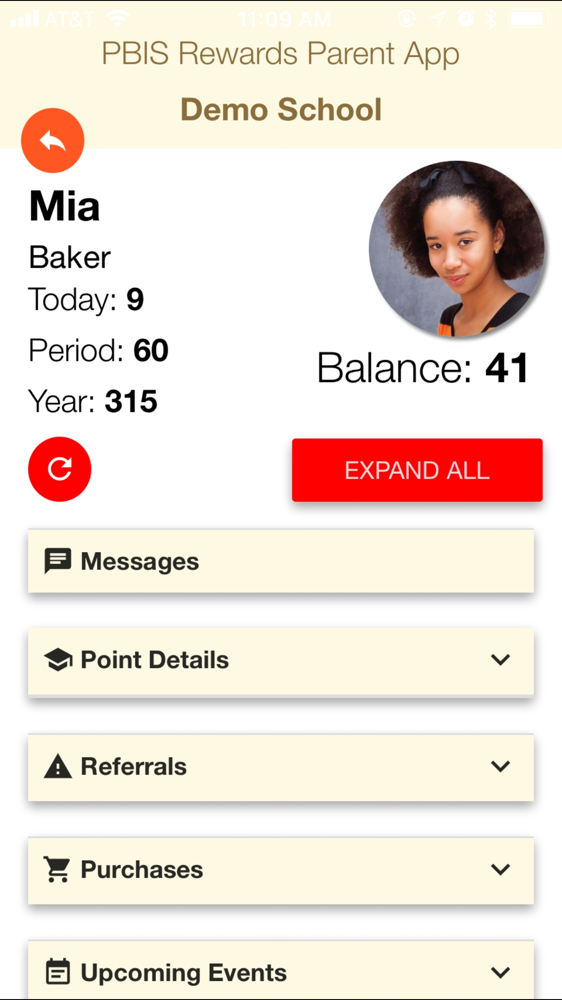 AT&T 11:09 AM
PBIS Rewards Parent App
Demo School
Mia
Baker
Today: 9
Period: 60
Year: 315
Balance: 41
EXPAND ALL
Messages
Point Details
Referrals
Purchases
Upcoming Events